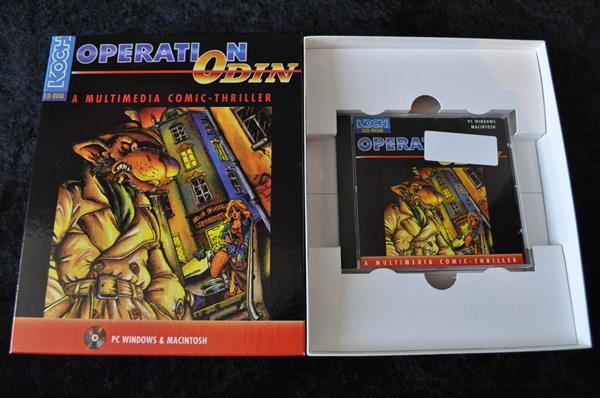 OPERATION
ODIN
KOCH
CD-ROM
A MULTIMEDIA COMIC-THRILLER
PC WINDOWS & MACINTOSH
KOCH
CD-ROM
PC WINDOWS
MACINTOSH
OPERAT
A MULTIMEDIA COMIC-THRILLER